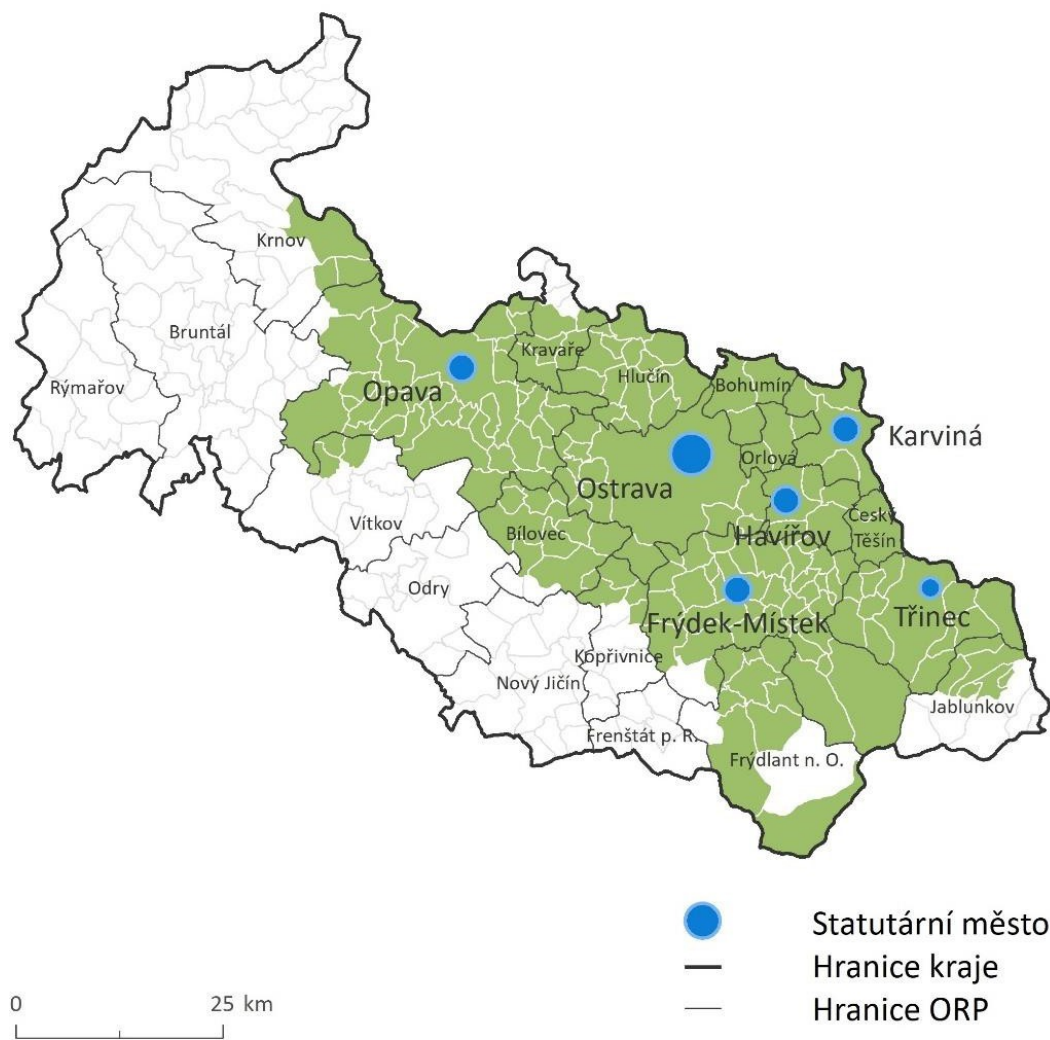 Krnov
Bruntál
Rýmařov
Kravaře
Hlučín
Bohumín
Opava
Karviná
Orlová
Ostrava
Český
Těšín
Havířov
Vítkov
Bílovec
Odry
Frýdek-Místek
Třinec
Kopřivnice
Nový Jičín
Jablunkov
Frenštát p. R.
Frýdlant n. O.
Statutární město
Hranice kraje
Hranice ORP
0 25 km